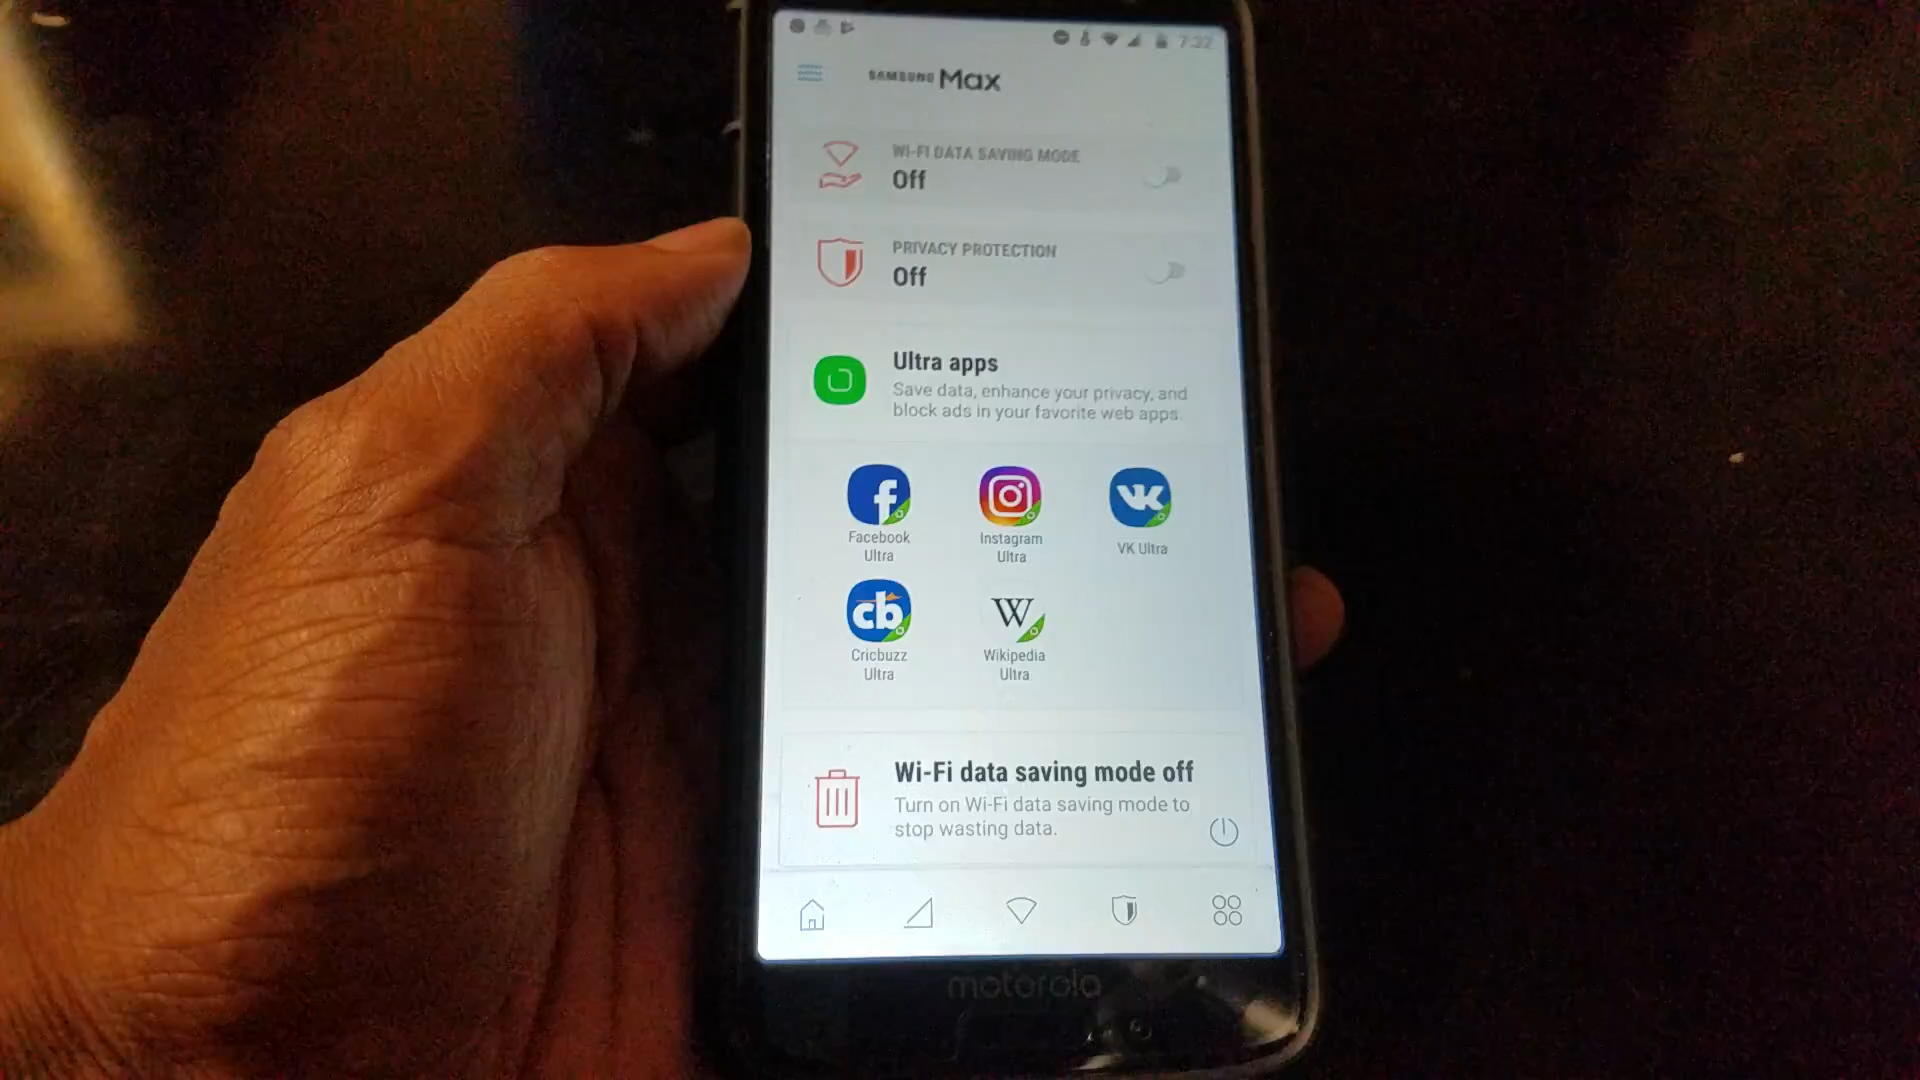 7:32
SAMSUNG Max
WI-FI DATA SAVING MODE
Off
PRIVACY PROTECTION
Off
Ultra apps
Save data, enhance your privacy, and
block ads in your favorite web apps.
Facebook
Ultra
Instagram
Ultra
VK Ultra
cb
Cricbuzz
Ultra
W
Wikipedia
Ultra
Wi-Fi data saving mode off
Turn on Wi-Fi data saving mode to
stop wasting data.
motorola